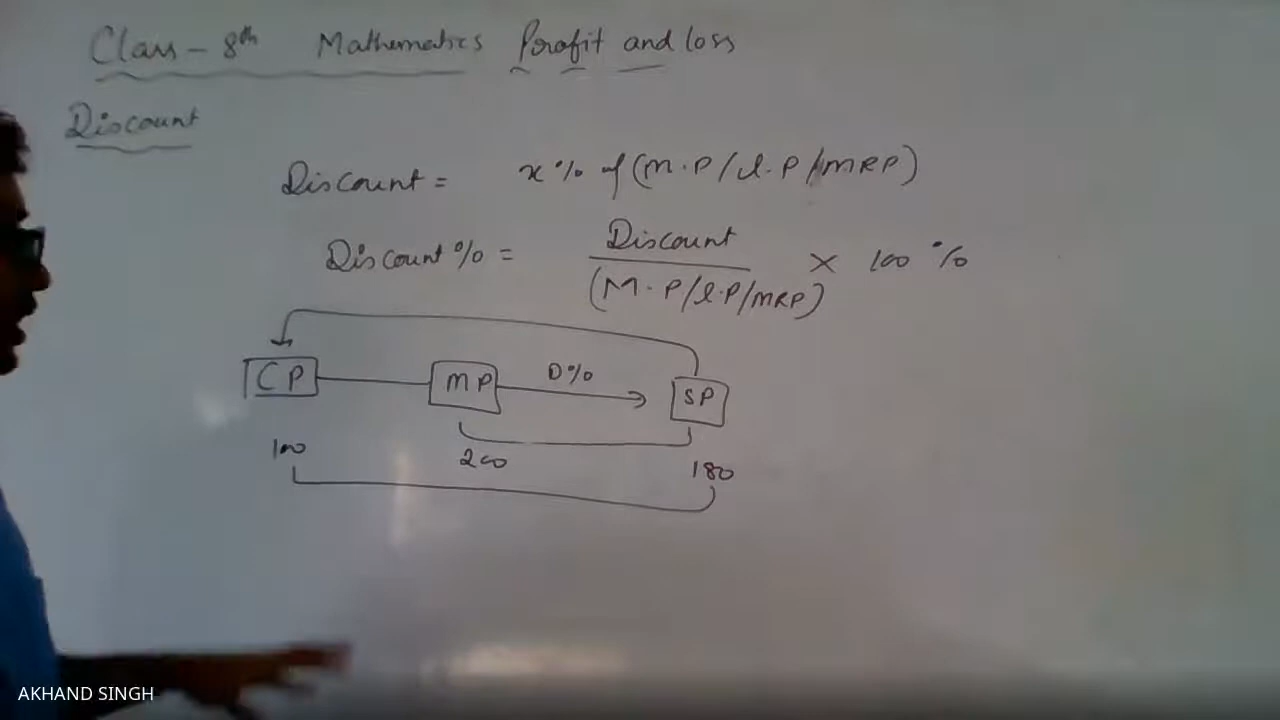 Class - 8th Mathematics Profit and loss
Discount
Discount = x% of (M.P/L.P/MRP)
Discount% = Discount / (M.P/L.P/MRP) × 100 %
CP MP D% SP
100 200 180
AKHAND SINGH